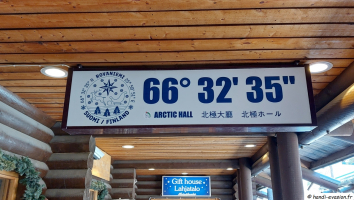 ROVANIEMI
66° 32' 35"
SUOMI / FINLAND
ARCTIC HALL 北極大廳 北極ホール
Gift house
Lahjatalo
© handi-evasion.fr